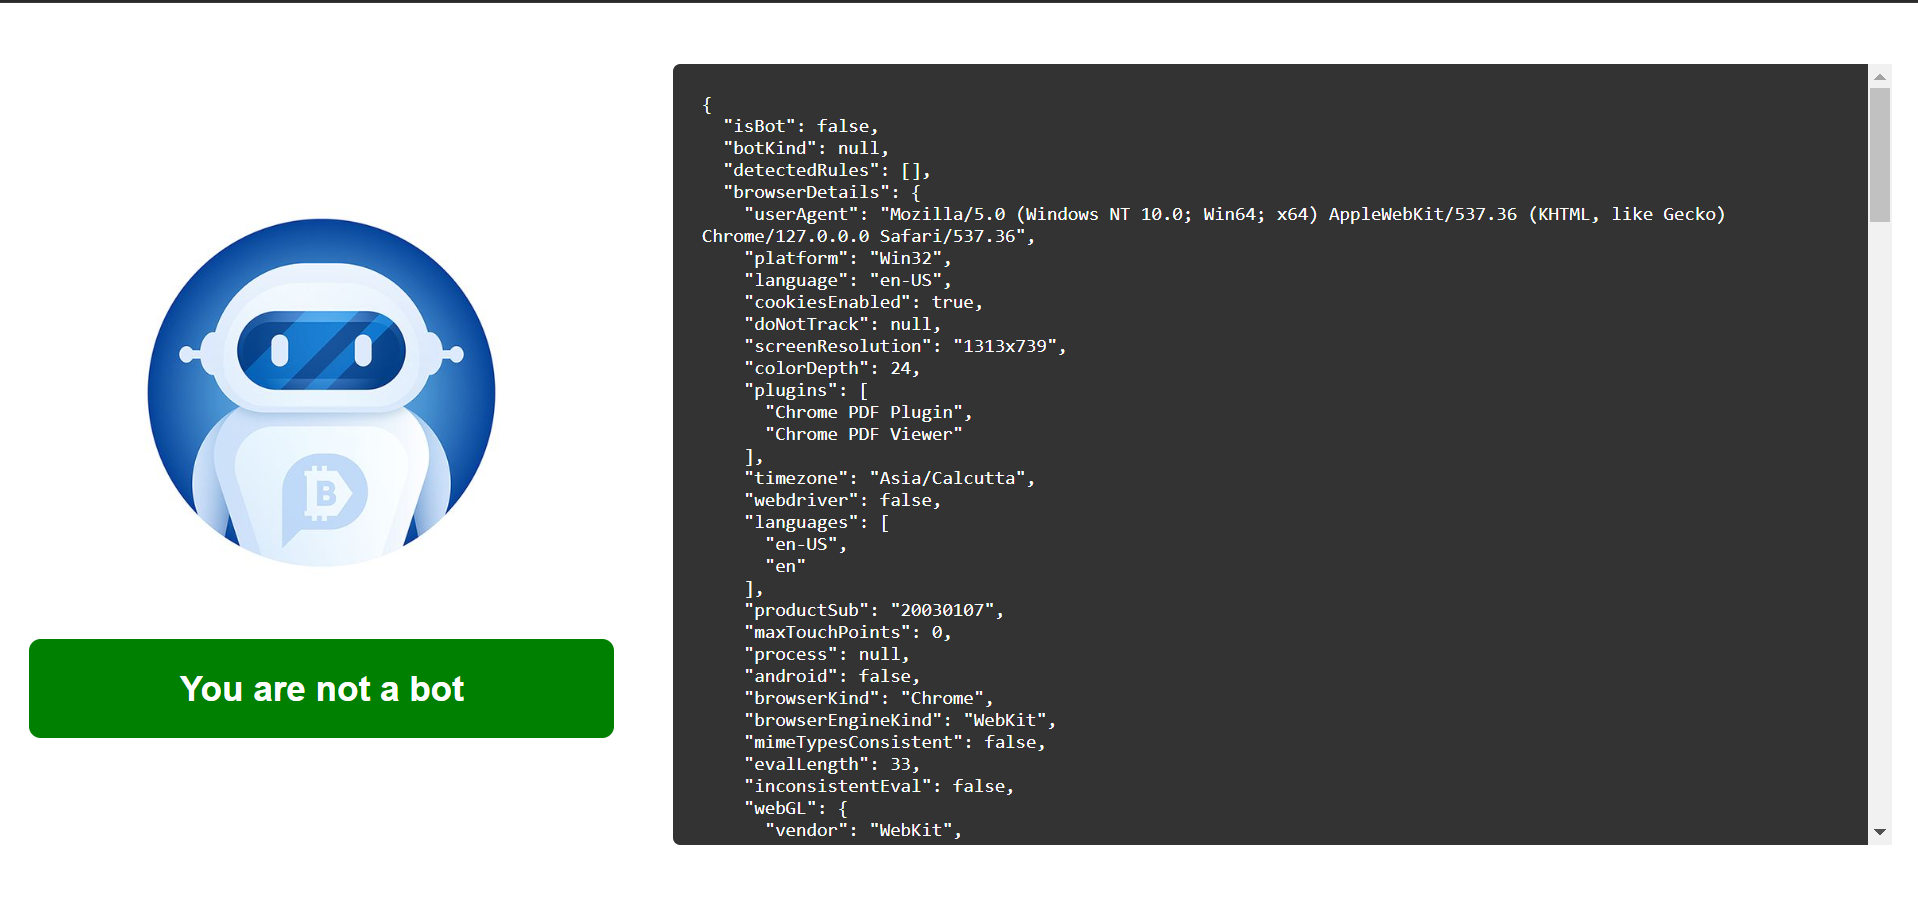 {
"isBot": false,
"botKind": null,
"detectedRules": [],
"browserDetails": {
"userAgent": "Mozilla/5.0 (Windows NT 10.0; Win64; x64) AppleWebKit/537.36 (KHTML, like Gecko)
Chrome/127.0.0.0 Safari/537.36",
"platform": "Win32",
"language": "en-US",
"cookiesEnabled": true,
"doNotTrack": null,
"screenResolution": "1313x739",
"colorDepth": 24,
"plugins": [
"Chrome PDF Plugin",
"Chrome PDF Viewer"
],
"timezone": "Asia/Calcutta",
"webdriver": false,
"languages": [
"en-US",
"en"
],
"productSub": "20030107",
"maxTouchPoints": 0,
"process": null,
"android": false,
"browserKind": "Chrome",
"browserEngineKind": "WebKit",
"mimeTypesConsistent": false,
"evalLength": 33,
"inconsistentEval": false,
"webGL": {
"vendor": "WebKit",
B
You are not a bot